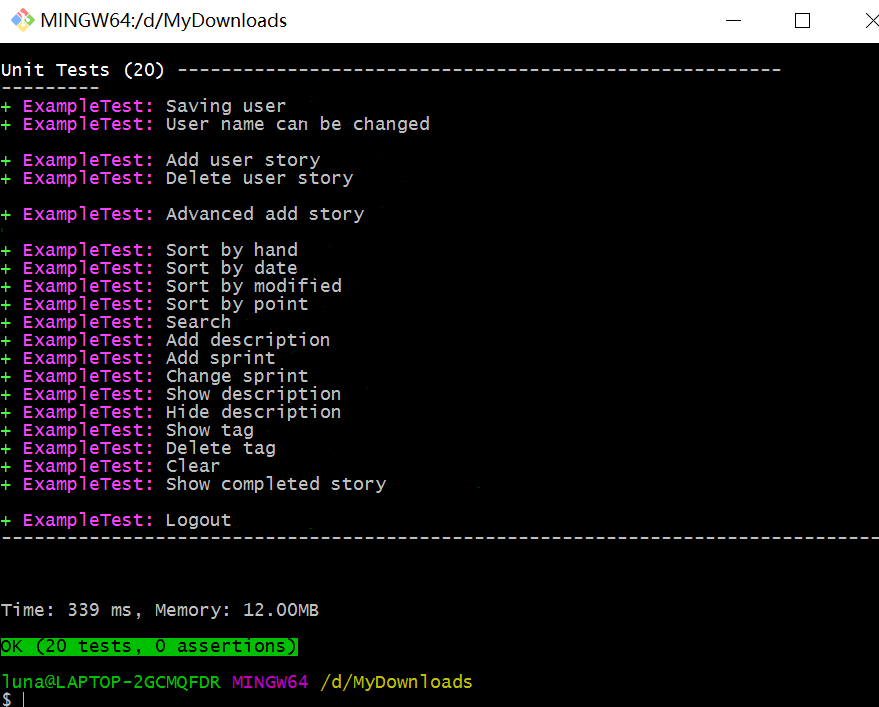 MINGW64:/d/MyDownloads
Unit Tests (20) -------------------------------------------------------
---------
+ ExampleTest: Saving user
+ ExampleTest: User name can be changed
+ ExampleTest: Add user story
+ ExampleTest: Delete user story
+ ExampleTest: Advanced add story
+ ExampleTest: Sort by hand
+ ExampleTest: Sort by date
+ ExampleTest: Sort by modified
+ ExampleTest: Sort by point
+ ExampleTest: Search
+ ExampleTest: Add description
+ ExampleTest: Add sprint
+ ExampleTest: Change sprint
+ ExampleTest: Show description
+ ExampleTest: Hide description
+ ExampleTest: Show tag
+ ExampleTest: Delete tag
+ ExampleTest: Clear
+ ExampleTest: Show completed story
+ ExampleTest: Logout
--------------------------------------------------------------------------------
Time: 339 ms, Memory: 12.00MB
OK (20 tests, 0 assertions)
luna@LAPTOP-2GCMQFDR MINGW64 /d/MyDownloads
$